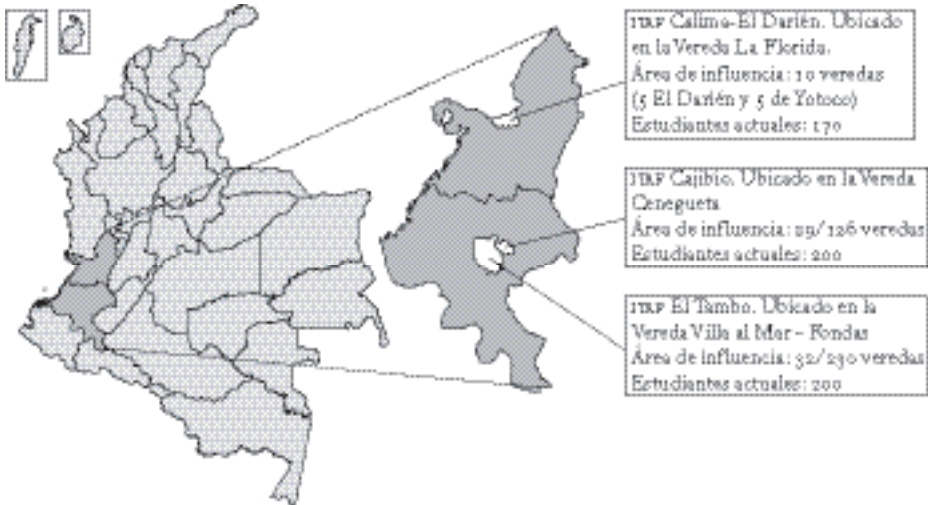 ITAF Calima-El Darién. Ubicado
en la Vereda La Florida.
Área de influencia: 10 veredas
(5 El Darién y 5 de Yotoco)
Estudiantes actuales: 170
ITAF Cajibío. Ubicado en la Vereda
Cenegueta
Área de influencia: 29/126 veredas
Estudiantes actuales: 200
ITAF El Tambo. Ubicado en la
Vereda Villa al Mar – Fondas
Área de influencia: 32/230 veredas
Estudiantes actuales: 200